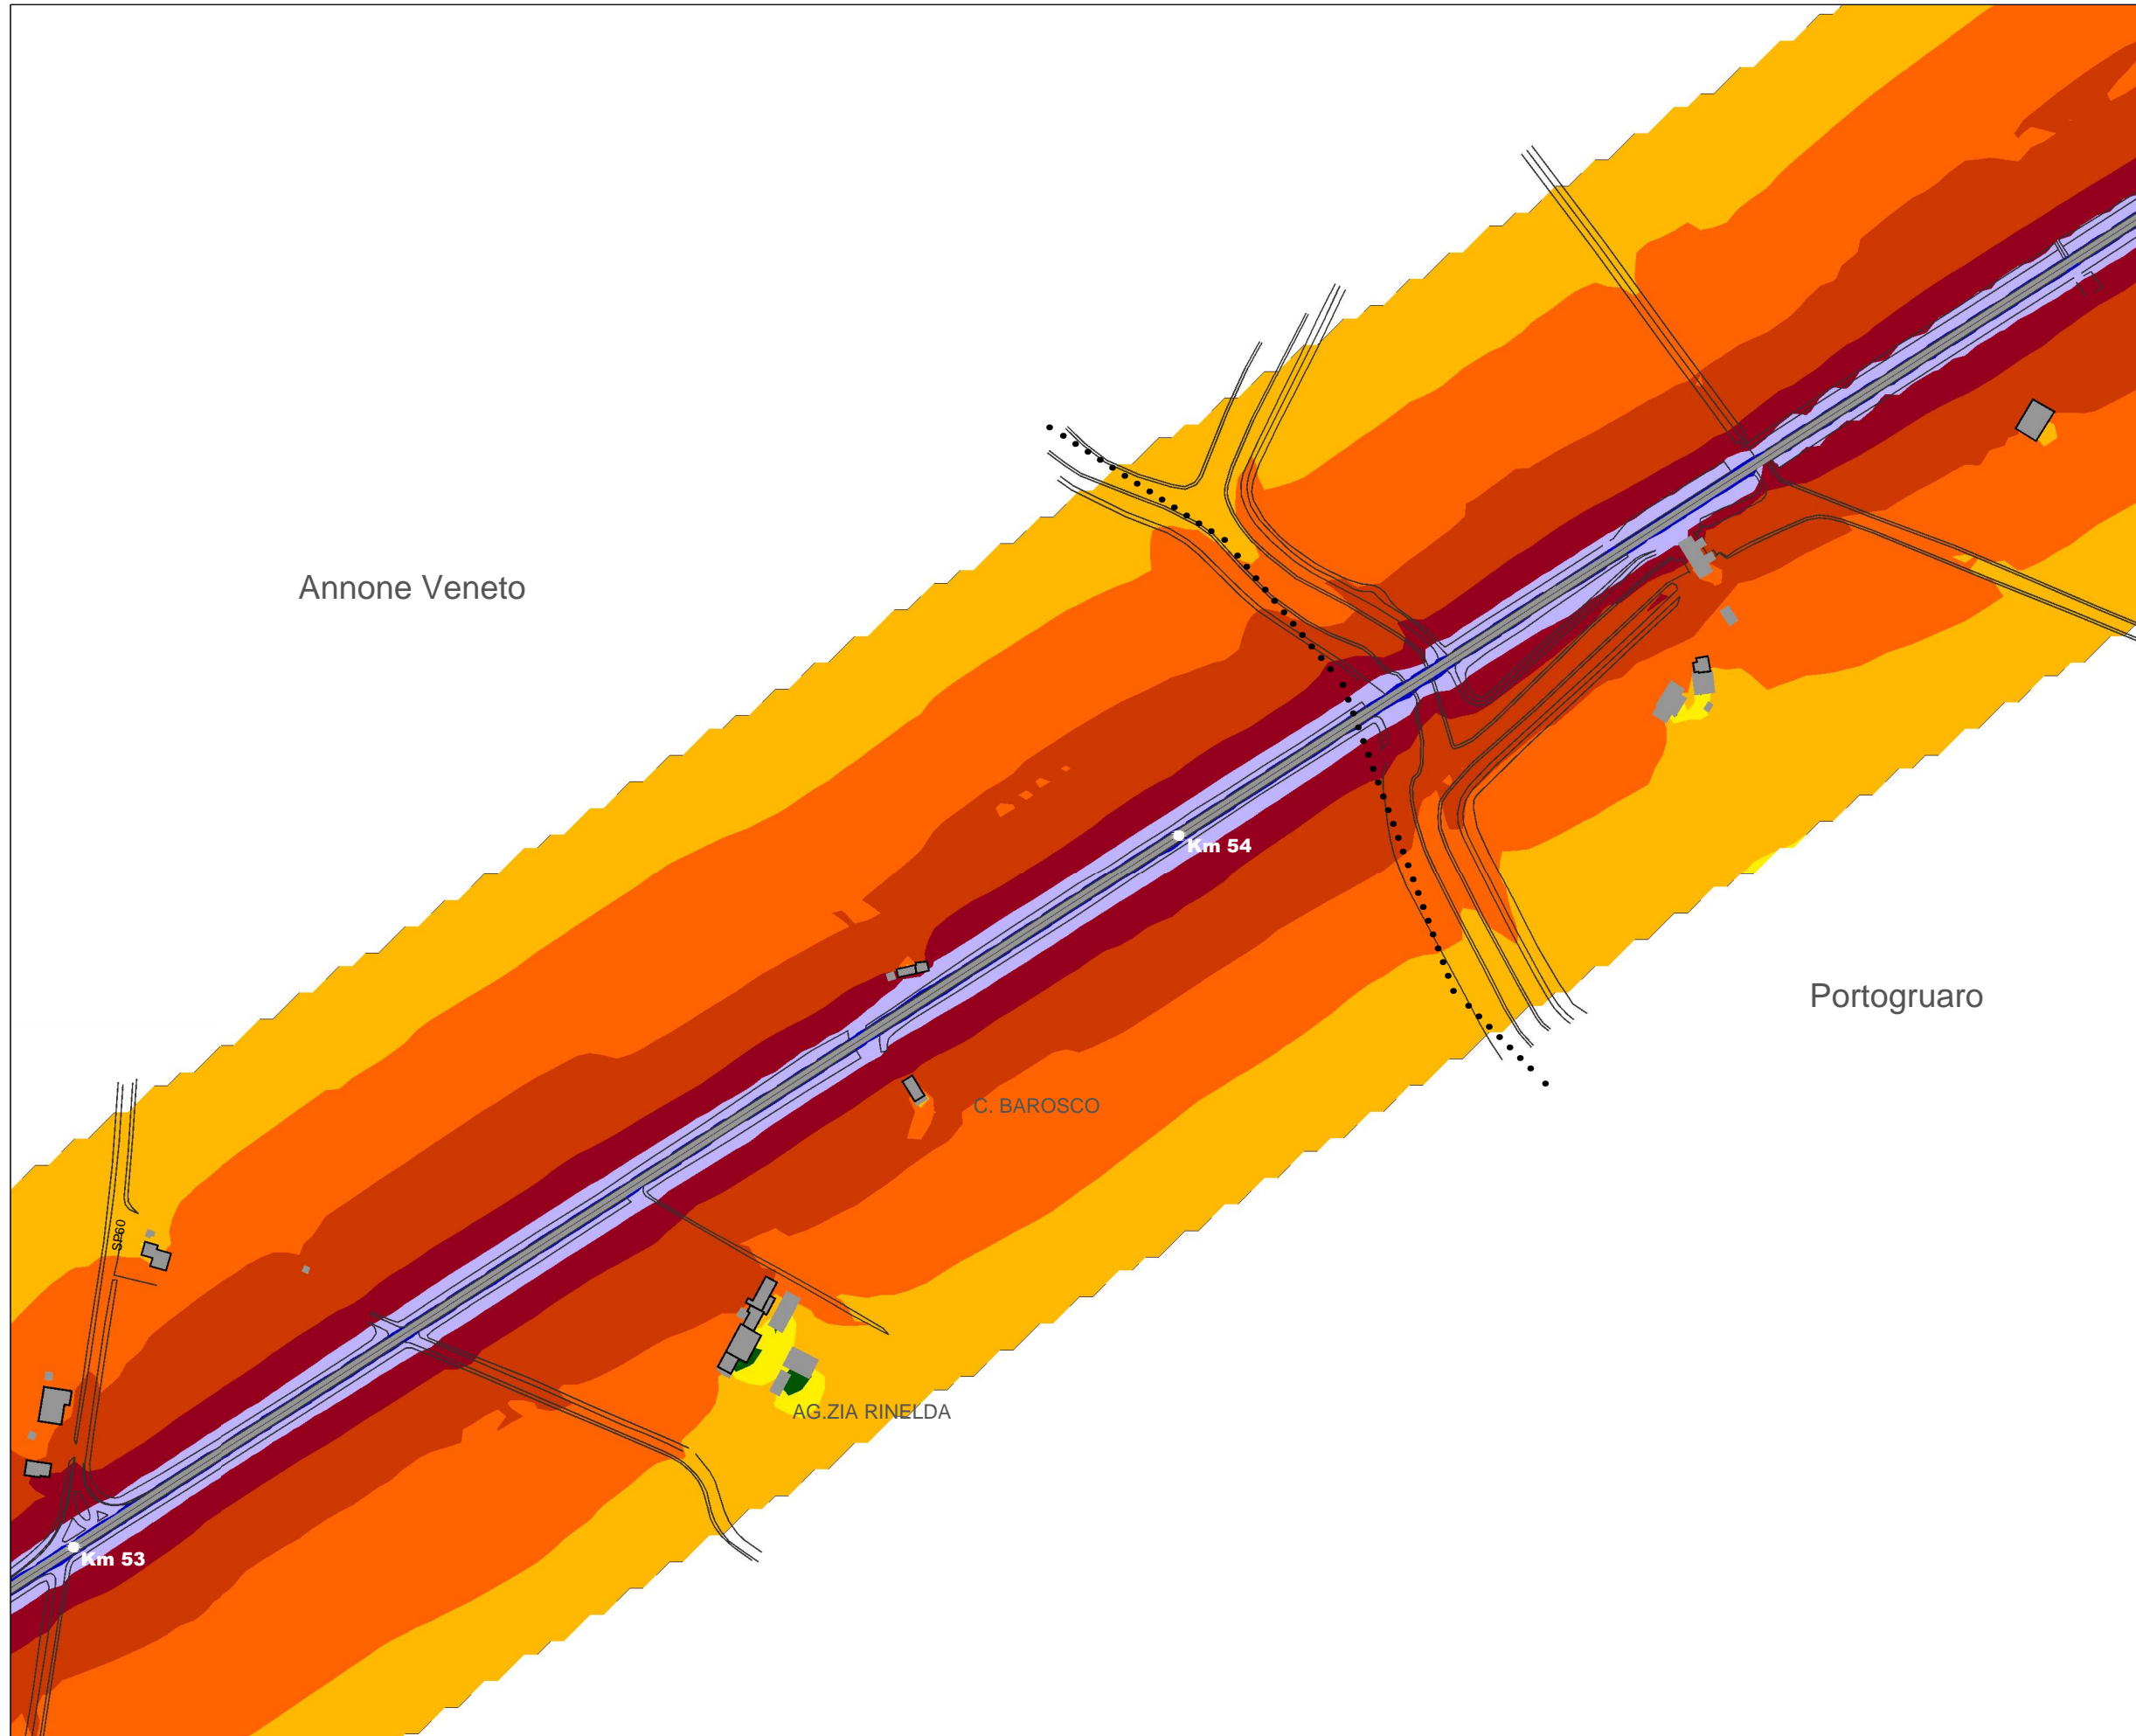 Annone Veneto
Km 54
Portogruaro
C. BAROSCO
SP60
AG.ZIA RINELDA
Km 53